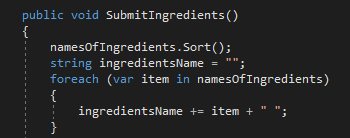 public void SubmitIngredients()
{
namesOfIngredients.Sort();
string ingredientsName = "";
foreach (var item in namesOfIngredients)
{
ingredientsName += item + " ";
}